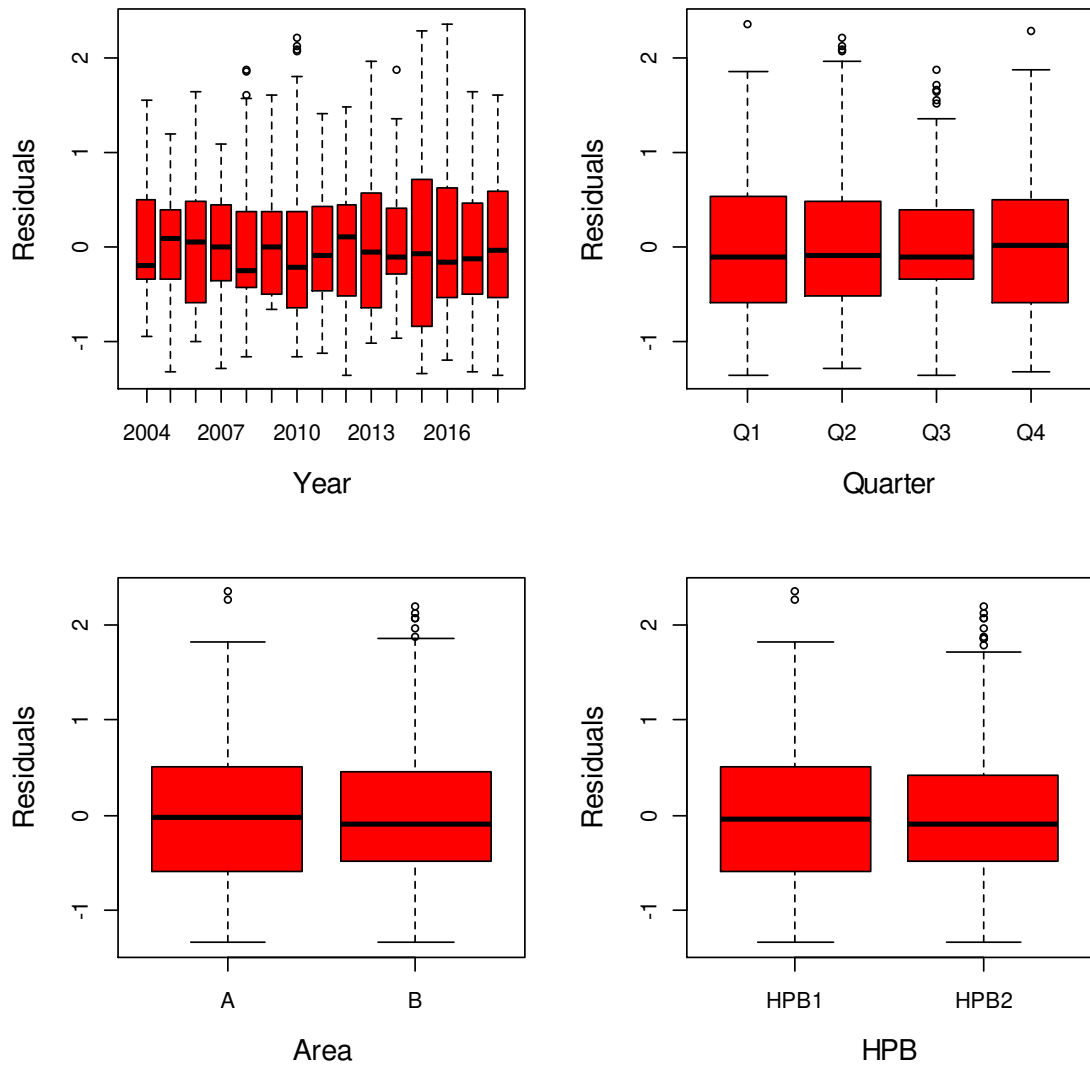 Residuals
2
1
0
-1
2004 2007 2010 2013 2016
Year
Residuals
2
1
0
-1
Q1 Q2 Q3 Q4
Quarter
Residuals
2
1
0
-1
A B
Area
Residuals
2
1
0
-1
HPB1 HPB2
HPB